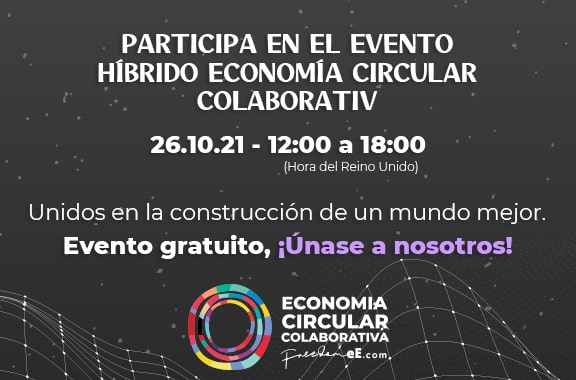 PARTICIPA EN EL EVENTO
HÍBRIDO ECONOMÍA CIRCULAR
COLABORATIV
26.10.21 - 12:00 a 18:00
(Hora del Reino Unido)
Unidos en la construcción de un mundo mejor.
Evento gratuito, ¡Únase a nosotros!
ECONOMIA
CIRCULAR
COLABORATIVA
FreedomeE.com